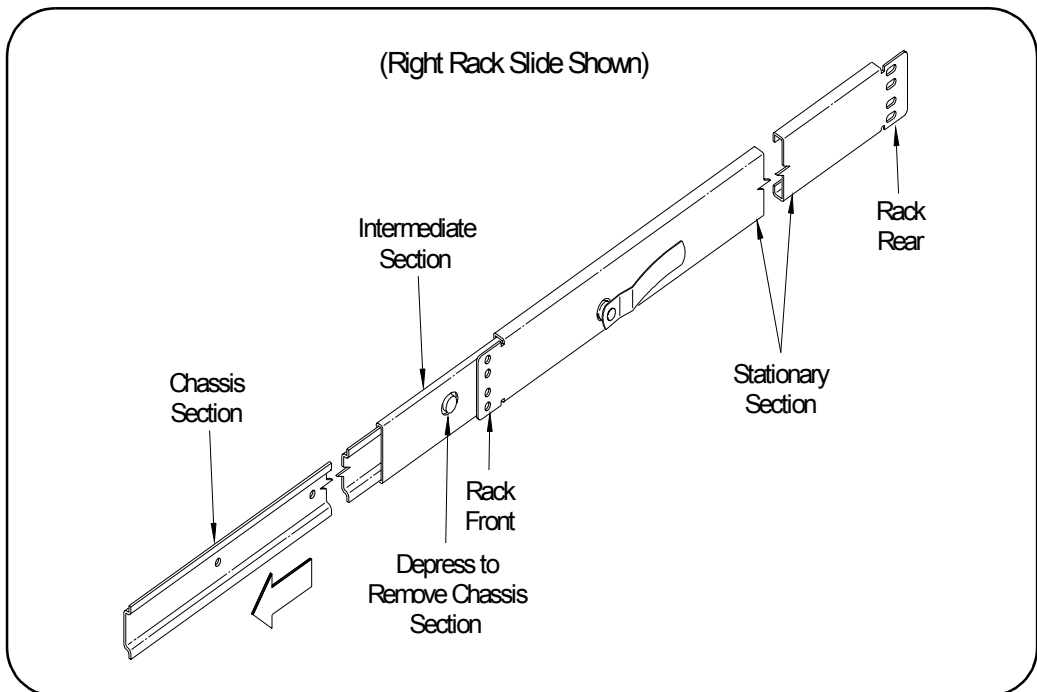 (Right Rack Slide Shown)
Rack
Rear
Intermediate
Section
Stationary
Section
Chassis
Section
Rack
Front
Depress to
Remove Chassis
Section